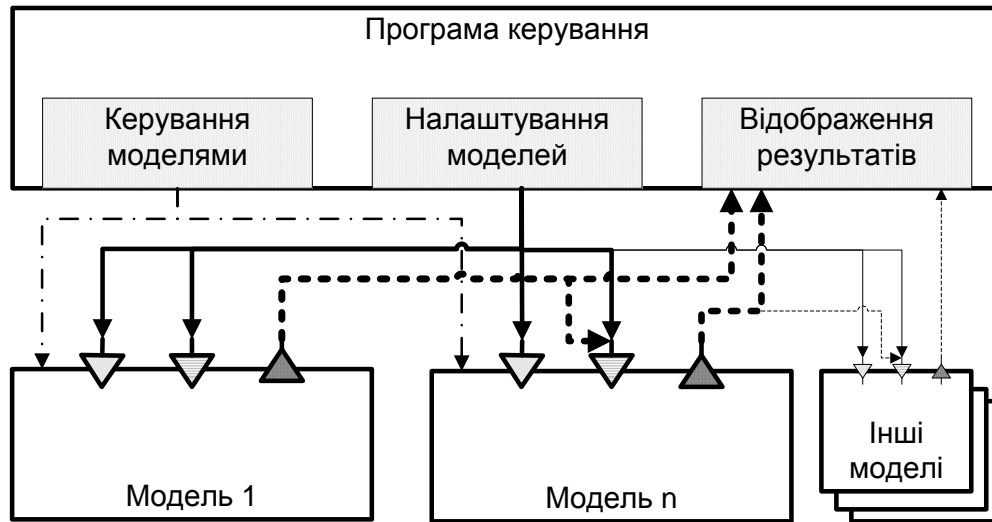 Програма керування
Керування
моделями
Налаштування
моделей
Відображення
результатів
Модель 1
Модель n
Інші
моделі